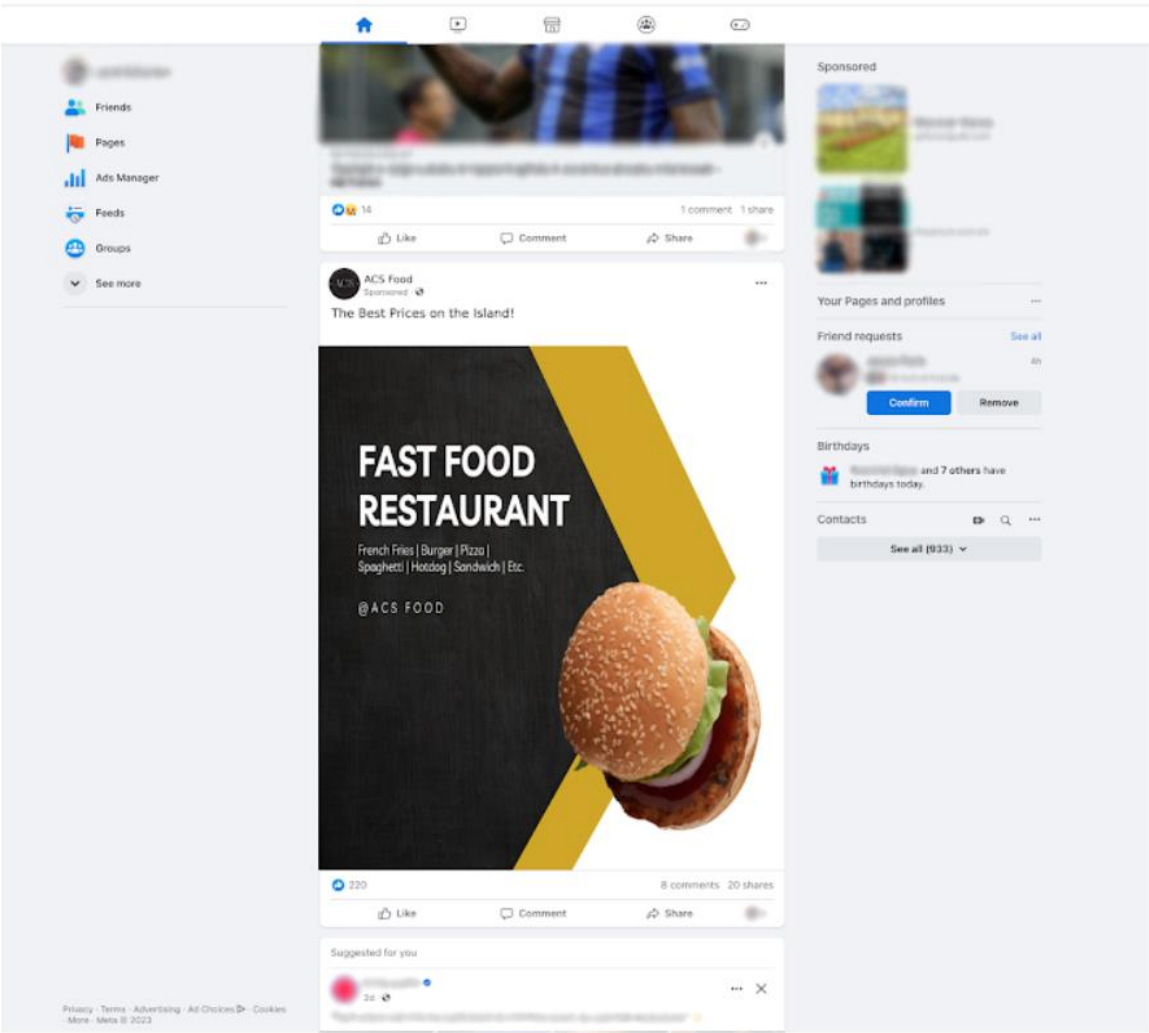 Friends
Pages
Ads Manager
Feeds
Groups
See more
Privacy · Terms · Advertising · Ad Choices · Cookies
· More · Meta © 2023
14
1 comment 1 share
Like Comment Share
ACS
ACS Food
Sponsored ·
The Best Prices on the Island!
FAST FOOD
RESTAURANT
French Fries | Burger | Pizza |
Spaghetti | Hotdog | Sandwich | Etc.
@ACS FOOD
220
8 comments 20 shares
Like Comment Share
Suggested for you
2d ·
Sponsored
Your Pages and profiles
Friend requests
See all
4h
Confirm Remove
Birthdays
and 7 others have
birthdays today.
Contacts
See all (933)